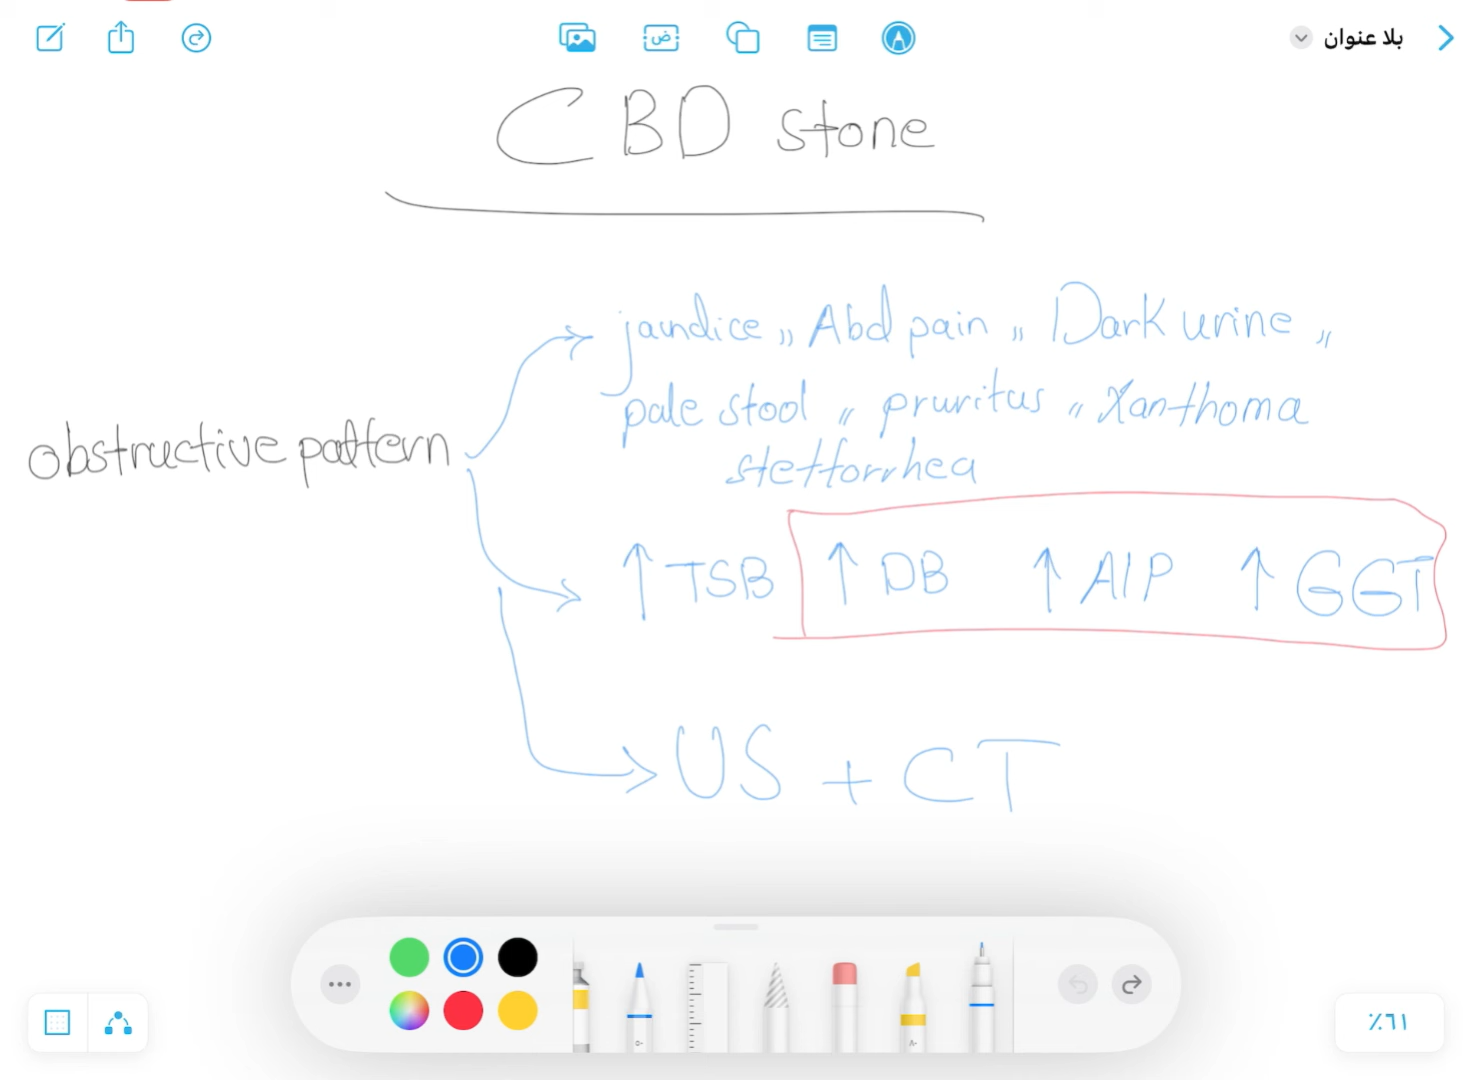 بلا عنوان
ض
CBD stone
jaundice ,, Abd pain ,, Dark urine ,,
obstructive pattern
pale stool ,, pruritus ,, Xanthoma
stettorrhea
↑ TSB ↑ DB ↑ AlP ↑ GGT
US + CT
٪٦١